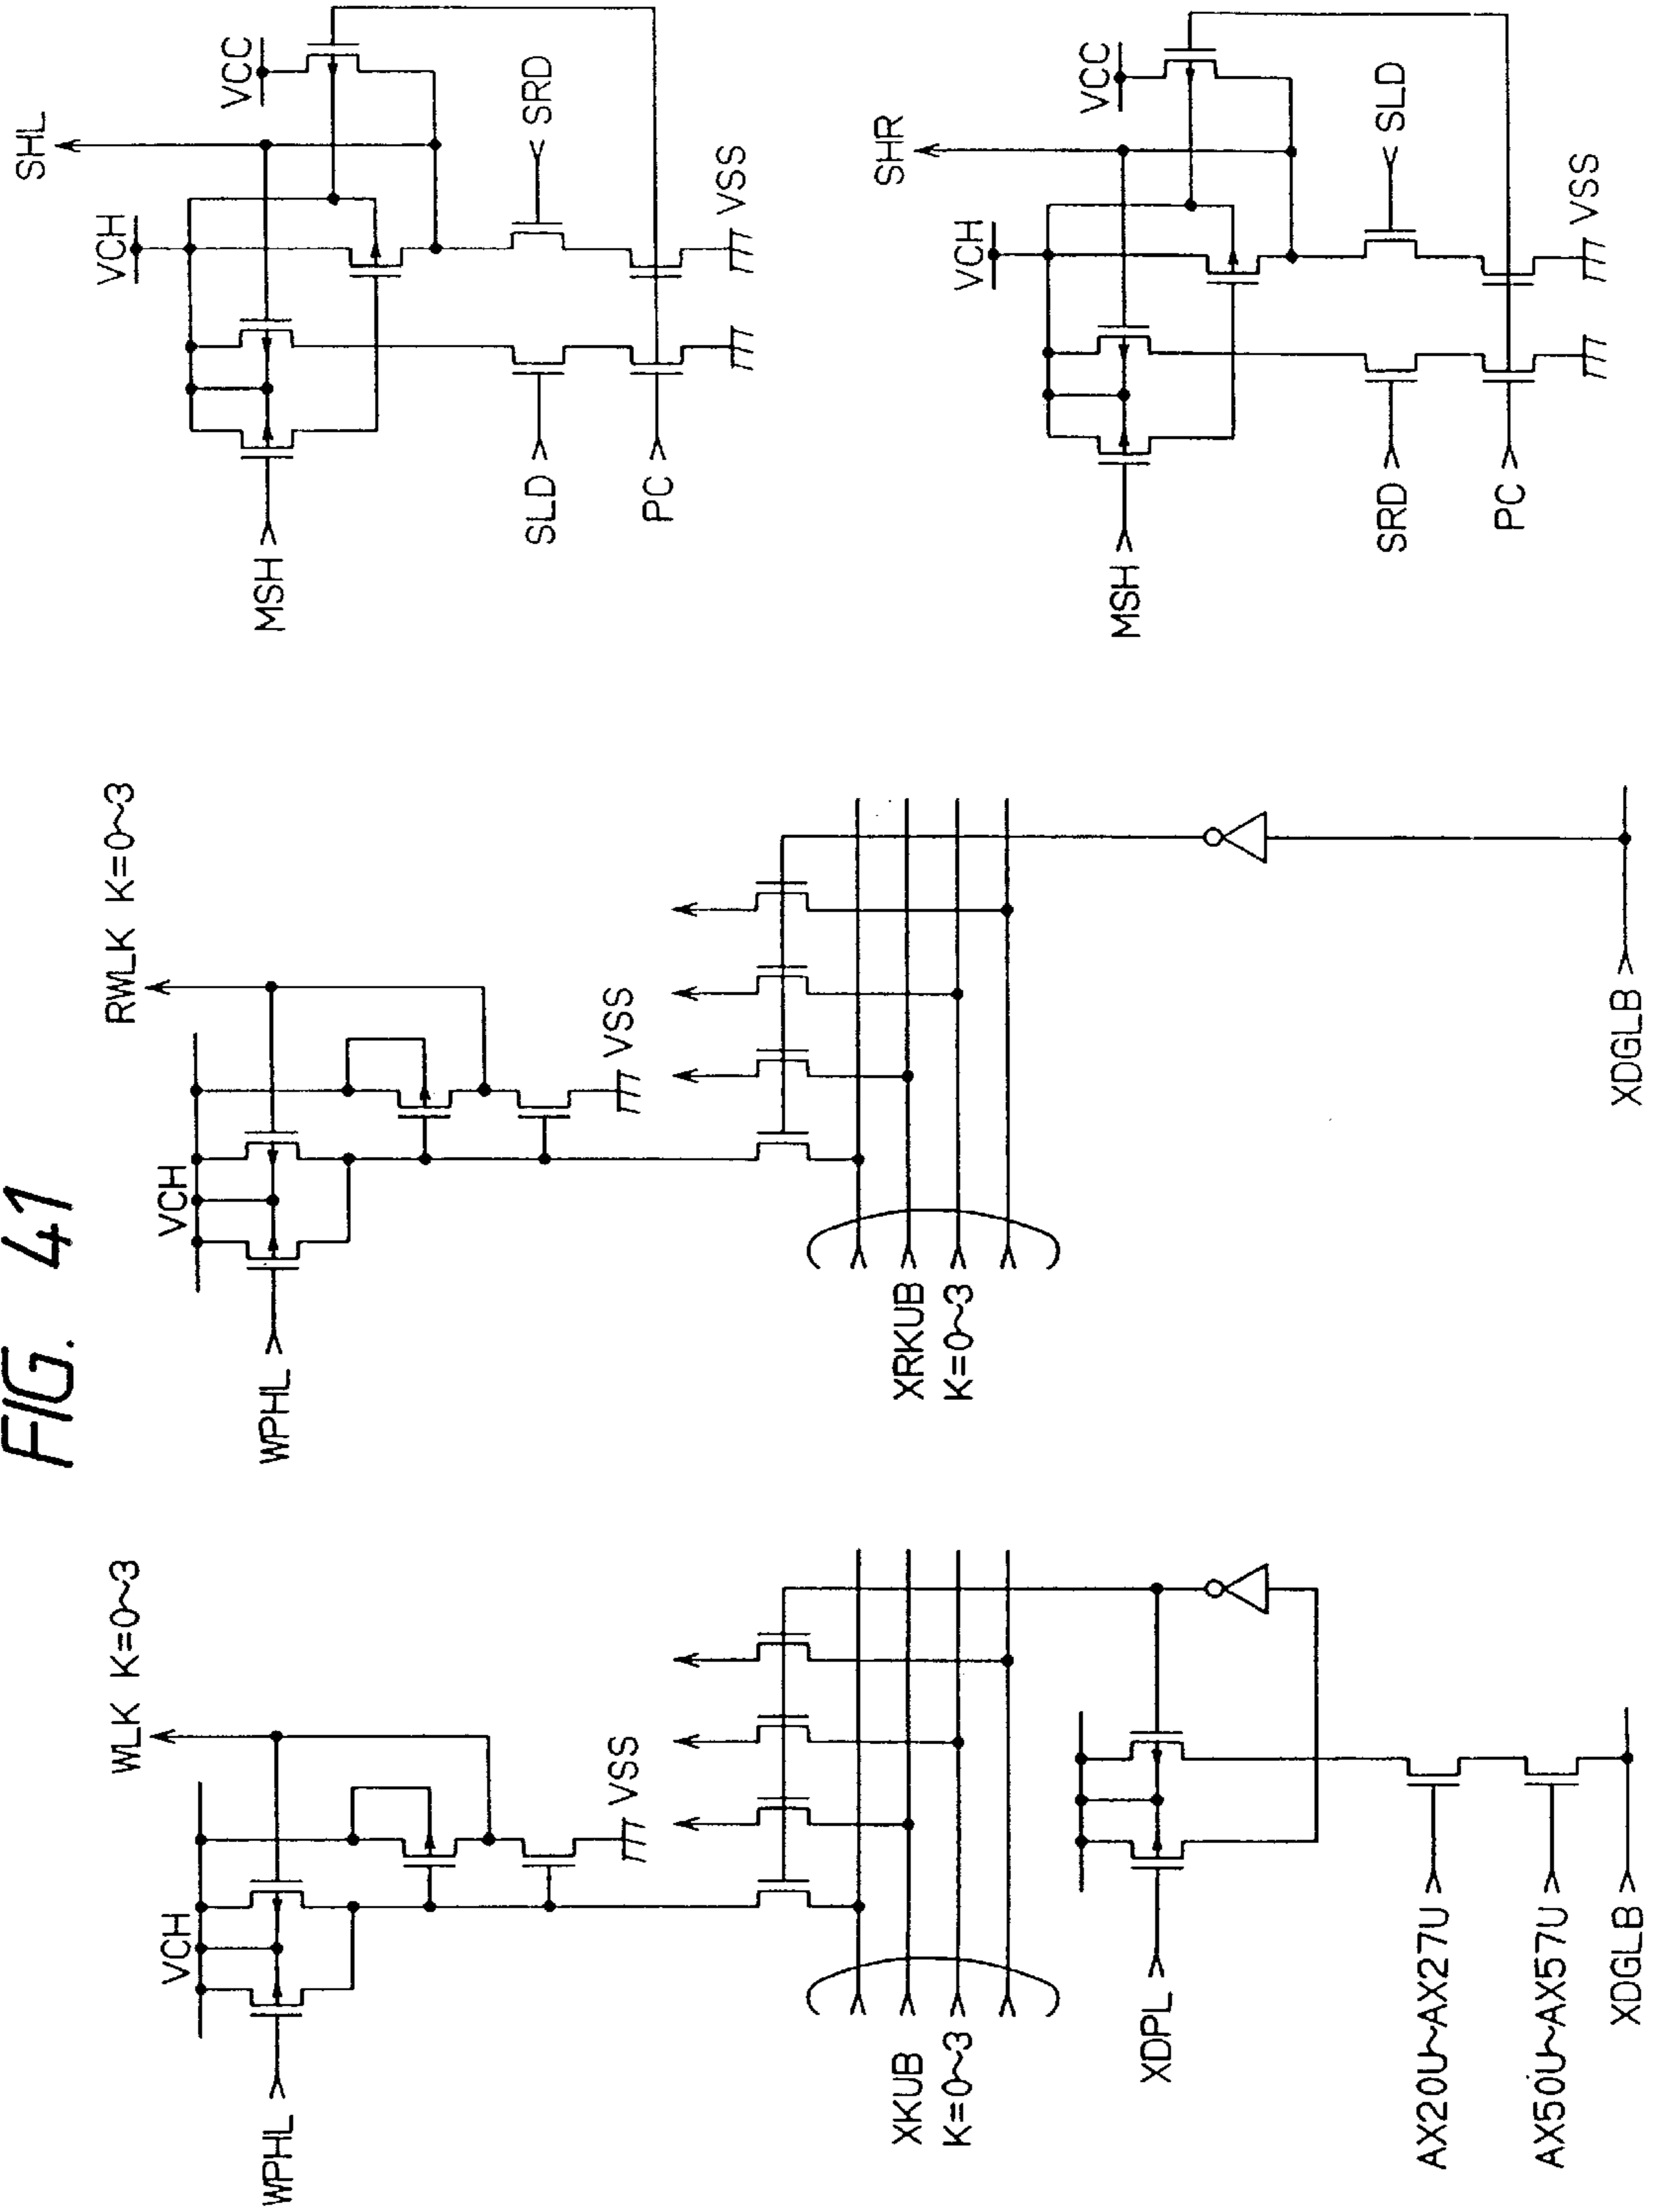 FIG. 41
WLK K=0~3
VCH
WPHL
VSS
XKUB
K=0~3
XDPL
AX20U~AX27U
AX50U~AX57U
XDGLB
RWLK K=0~3
VCH
WPHL
VSS
XRKUB
K=0~3
XDGLB
SHL
VCH
VCC
MSH
SRD
SLD
PC
VSS
SHR
VCH
VCC
MSH
SLD
SRD
PC
VSS